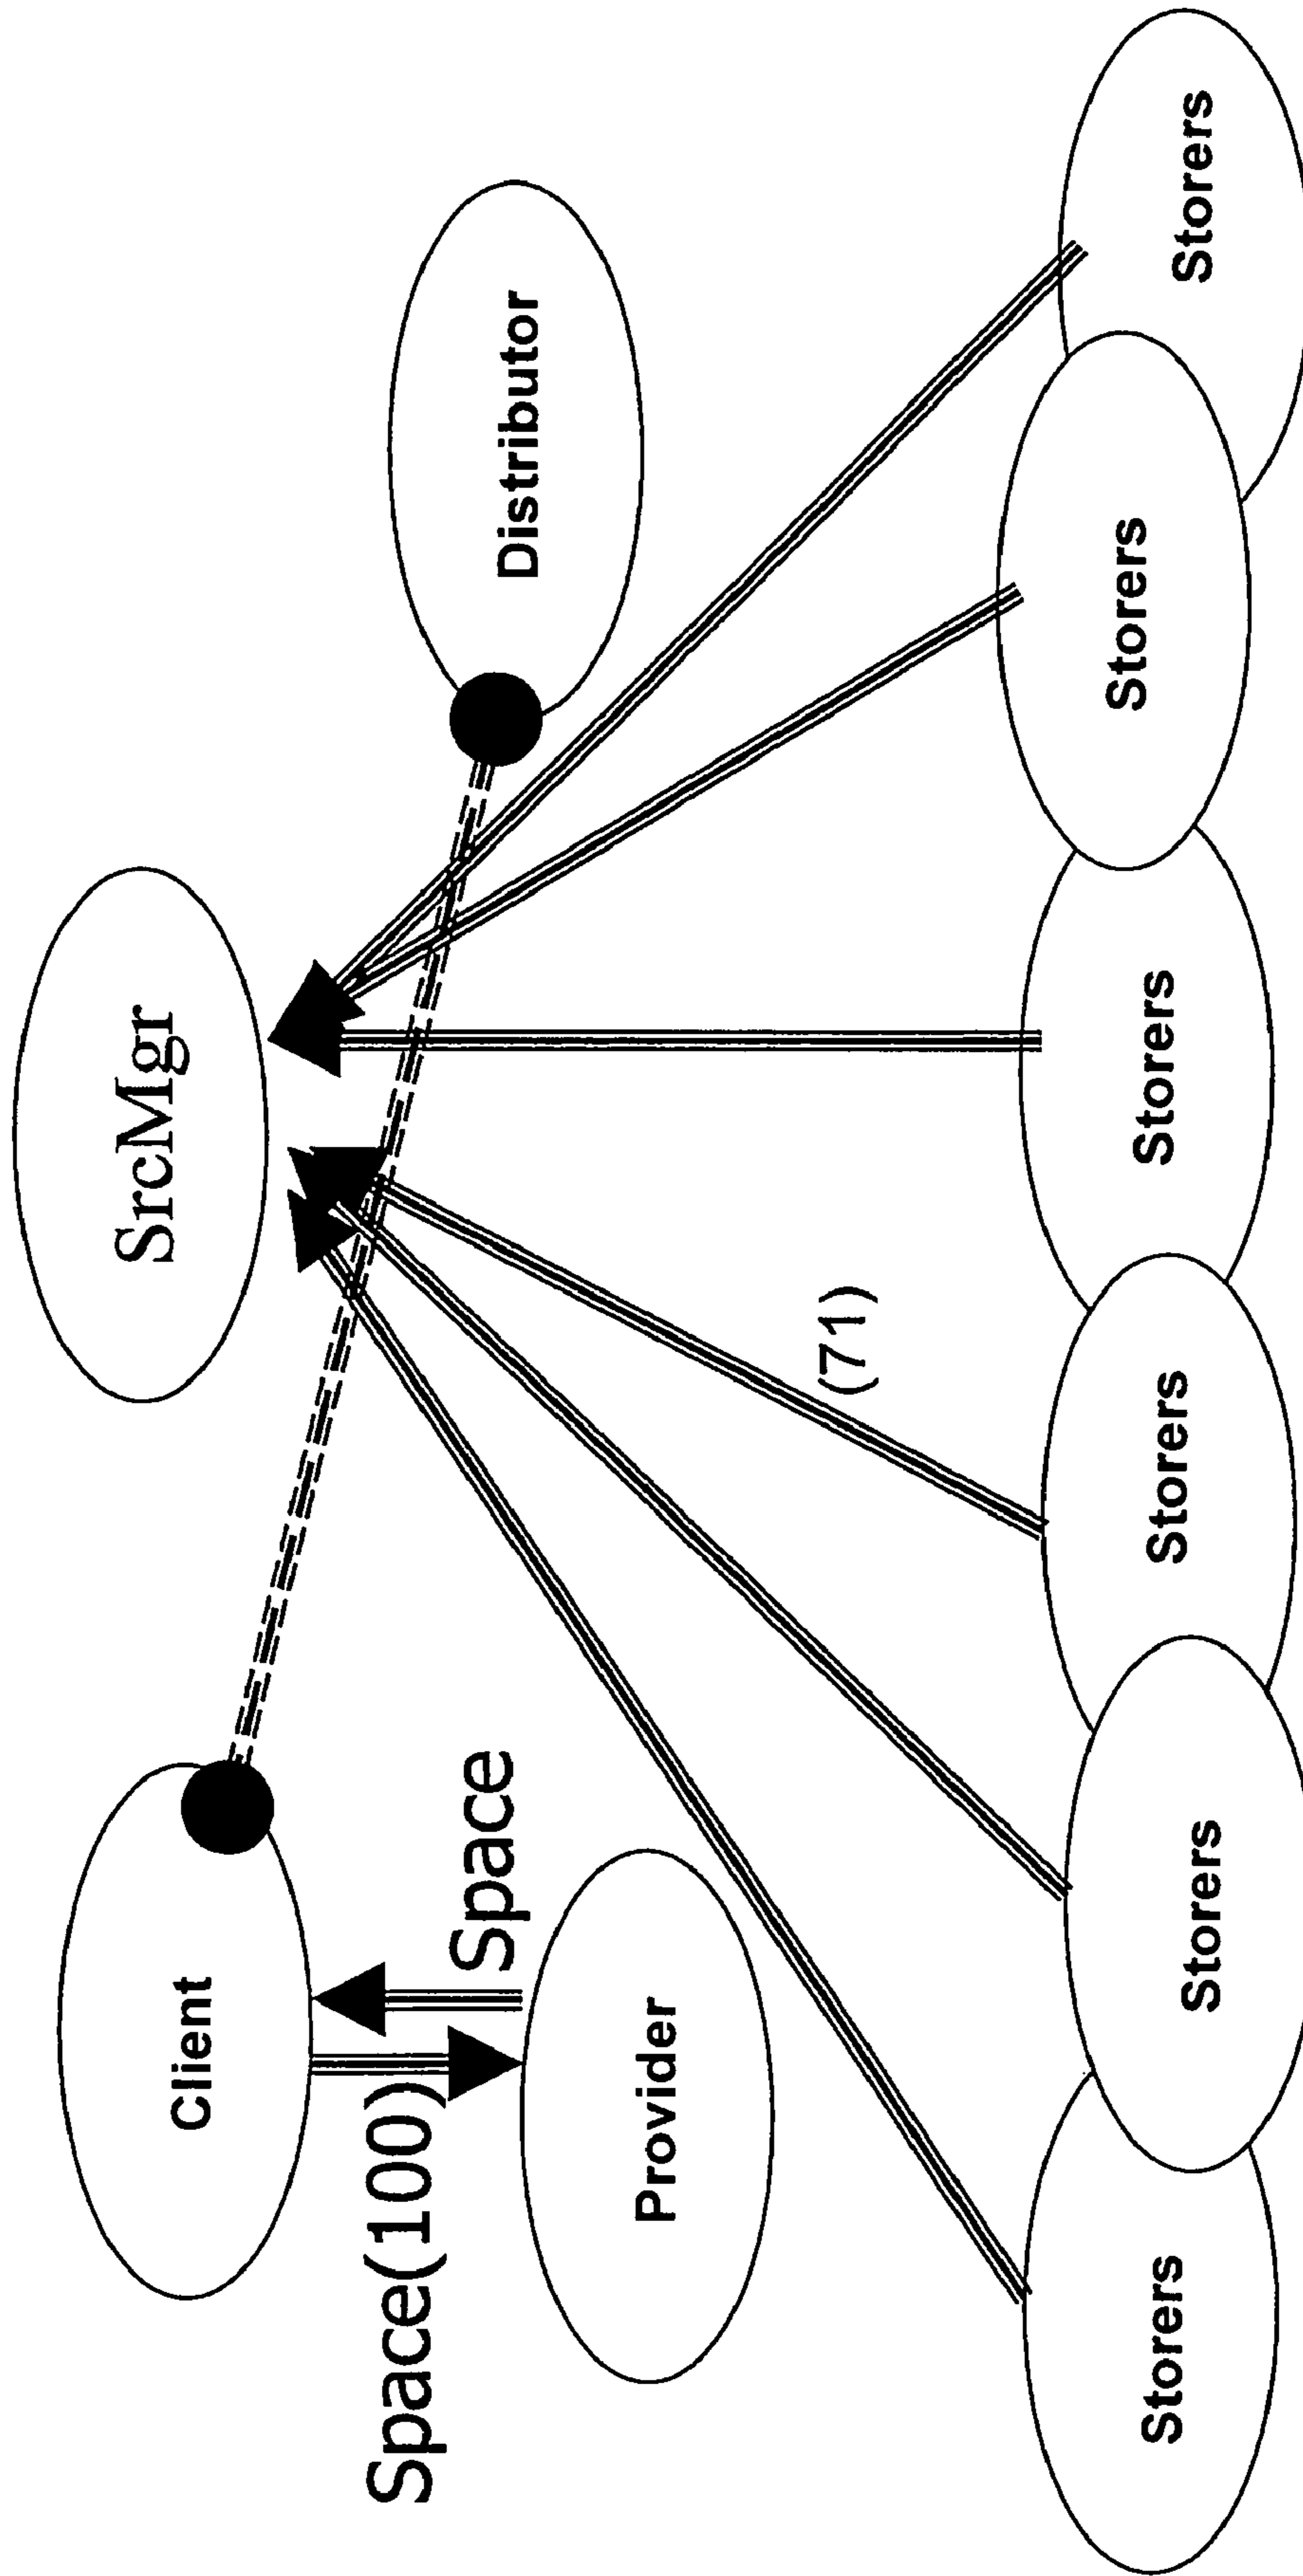 SrcMgr
Client
Distributor
Space(100)
Space
Provider
(71)
Storers
Storers
Storers
Storers
Storers
Storers